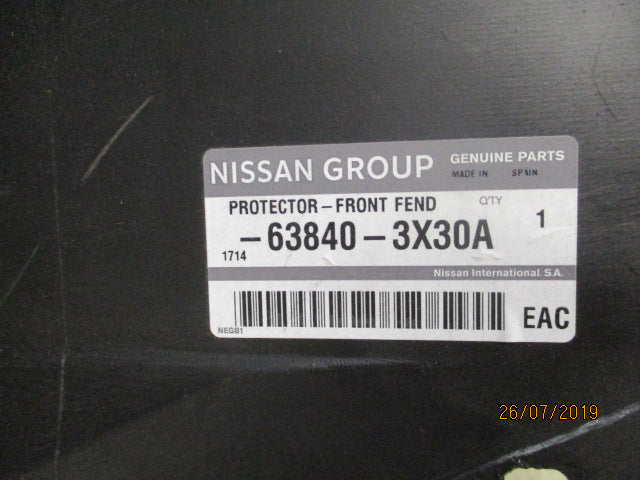 NISSAN GROUP GENUINE PARTS
MADE IN SPAIN
PROTECTOR-FRONT FEND Q'TY
-63840-3X30A 1
1714
Nissan International. S.A.
NEGB1
EAC
26/07/2019